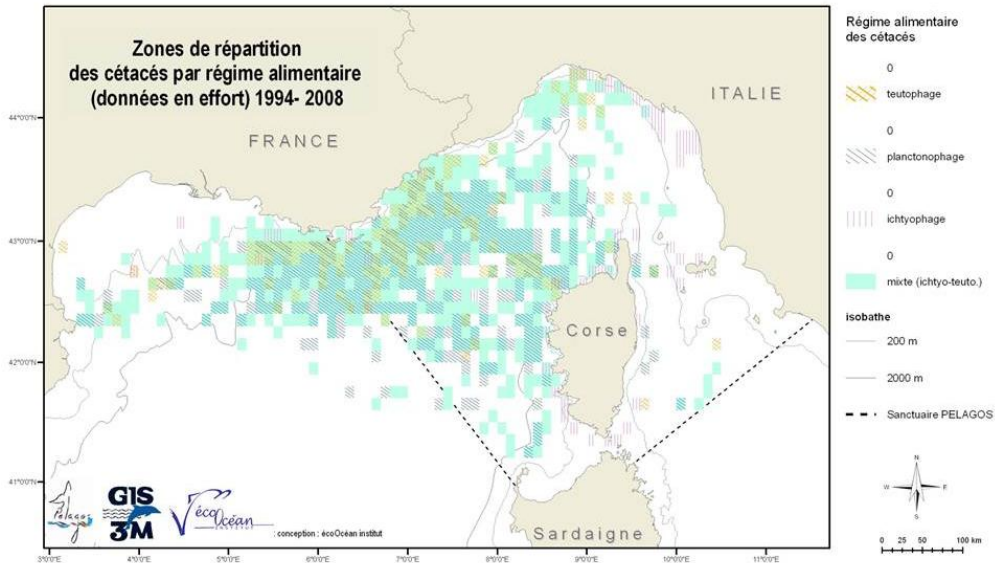 Zones de répartition
des cétacés par régime alimentaire
(données en effort) 1994- 2008
FRANCE
ITALIE
Corse
Sardaigne
44°0'0"N
43°0'0"N
42°0'0"N
41°0'0"N
3°0'0"E
4°0'0"E
5°0'0"E
6°0'0"E
7°0'0"E
8°0'0"E
9°0'0"E
10°0'0"E
11°0'0"E
Pelagos
GIS
3M
écoOcéan
INSTITUT
conception : écoOcéan institut
Régime alimentaire
des cétacés
0
teutophage
0
planctonophage
0
ichtyophage
0
mixte (ichtyo-teuto.)
isobathe
200 m
2000 m
Sanctuaire PELAGOS
N
W
E
S
0 25 50 100 km